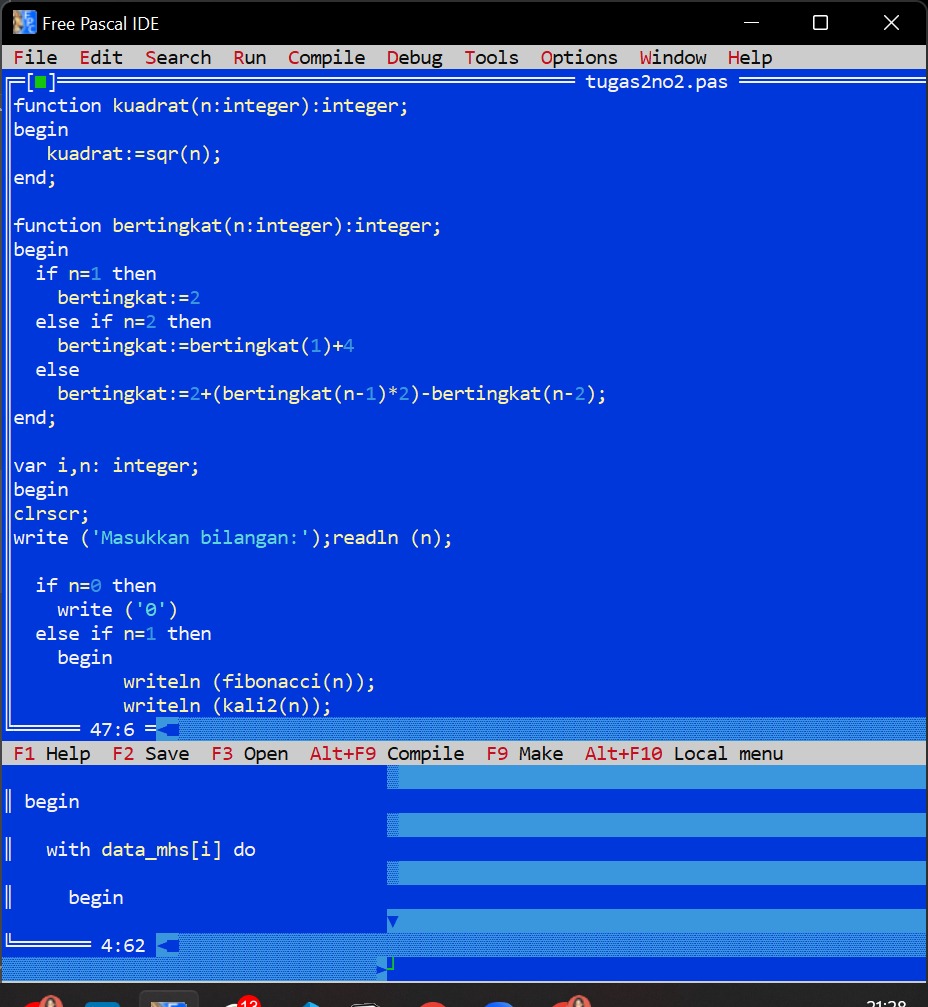 Free Pascal IDE
File Edit Search Run Compile Debug Tools Options Window Help
[■] tugas2no2.pas
function kuadrat(n:integer):integer;
begin
   kuadrat:=sqr(n);
end;
function bertingkat(n:integer):integer;
begin
  if n=1 then
    bertingkat:=2
  else if n=2 then
    bertingkat:=bertingkat(1)+4
  else
    bertingkat:=2+(bertingkat(n-1)*2)-bertingkat(n-2);
end;
var i,n: integer;
begin
clrscr;
write ('Masukkan bilangan:');readln (n);
  if n=0 then
    write ('0')
  else if n=1 then
    begin
          writeln (fibonacci(n));
          writeln (kali2(n));
47:6
F1 Help F2 Save F3 Open Alt+F9 Compile F9 Make Alt+F10 Local menu
begin
  with data_mhs[i] do
    begin
4:62
13